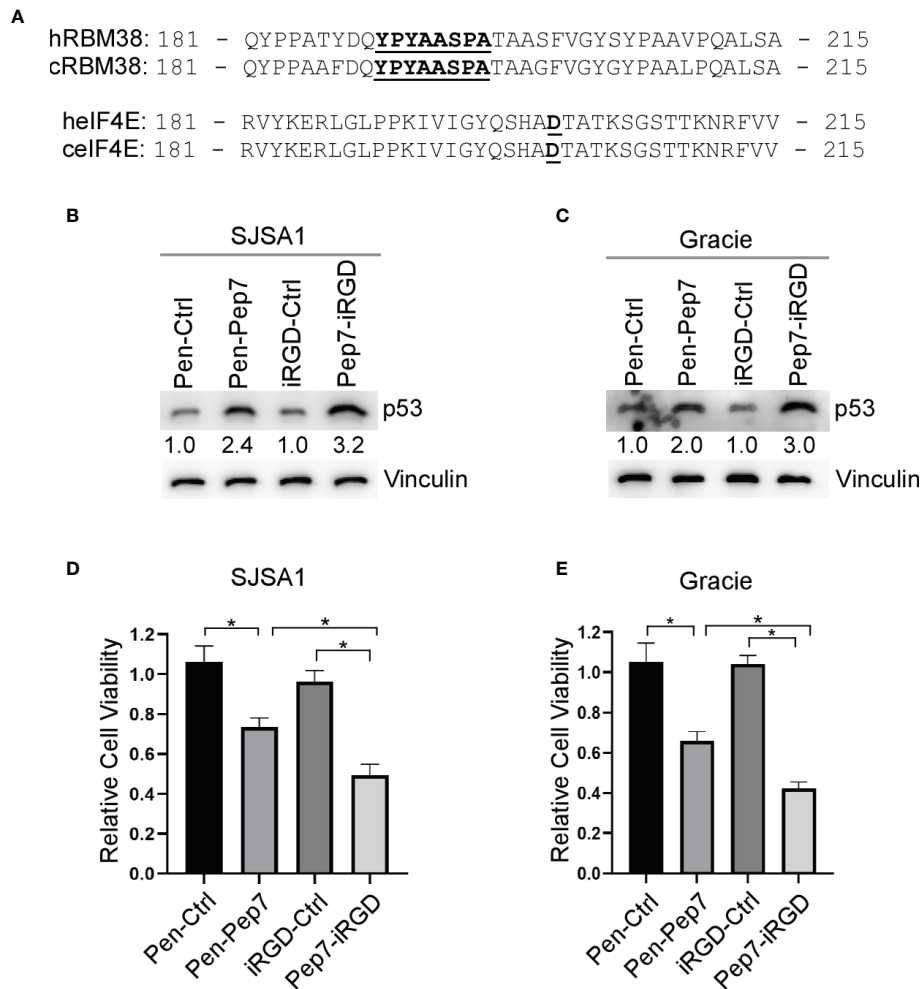 A
hRBM38: 181 - QYPPATYDQYPYAASPATAASFVGYSYPAAVPQALSA - 215
cRBM38: 181 - QYPPAAFDQYPYAASPATAAGFVGYGYPAALPQALSA - 215
heIF4E: 181 - RVYKERLGLPPKIVIGYQSHADTATKSGSTTKNRFVV - 215
ceIF4E: 181 - RVYKERLGLPPKIVIGYQSHADTATKSGSTTKNRFVV - 215
B
SJSA1
Pen-Ctrl
Pen-Pep7
iRGD-Ctrl
Pep7-iRGD
p53
1.0 2.4 1.0 3.2
Vinculin
C
Gracie
Pen-Ctrl
Pen-Pep7
iRGD-Ctrl
Pep7-iRGD
p53
1.0 2.0 1.0 3.0
Vinculin
D
SJSA1
* *
*
Relative Cell Viability
1.2
1.0
0.8
0.6
0.4
0.2
0.0
Pen-Ctrl
Pen-Pep7
iRGD-Ctrl
Pep7-iRGD
E
Gracie
* *
*
Relative Cell Viability
1.2
1.0
0.8
0.6
0.4
0.2
0.0
Pen-Ctrl
Pen-Pep7
iRGD-Ctrl
Pep7-iRGD